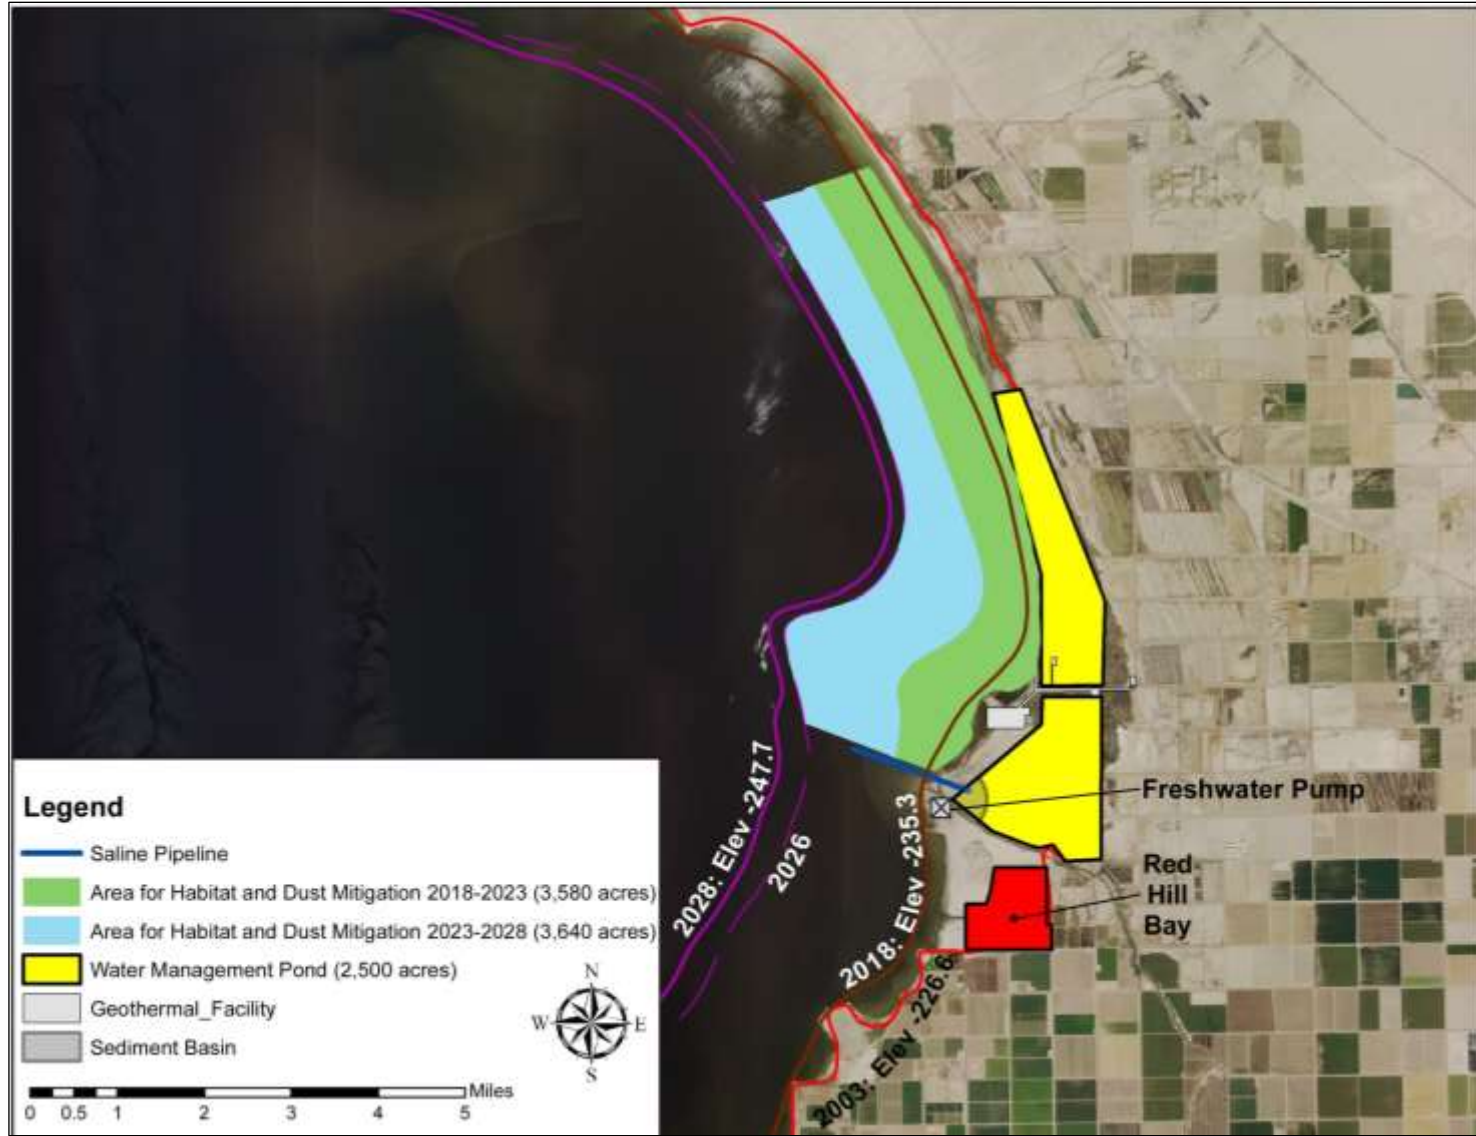 2028: Elev -247.7
2026
2018: Elev -235.3
2003: Elev -226.6
Freshwater Pump
Red
Hill
Bay
Legend
Saline Pipeline
Area for Habitat and Dust Mitigation 2018-2023 (3,580 acres)
Area for Habitat and Dust Mitigation 2023-2028 (3,640 acres)
Water Management Pond (2,500 acres)
Geothermal_Facility
Sediment Basin
N
W E
S
Miles
0 0.5 1 2 3 4 5